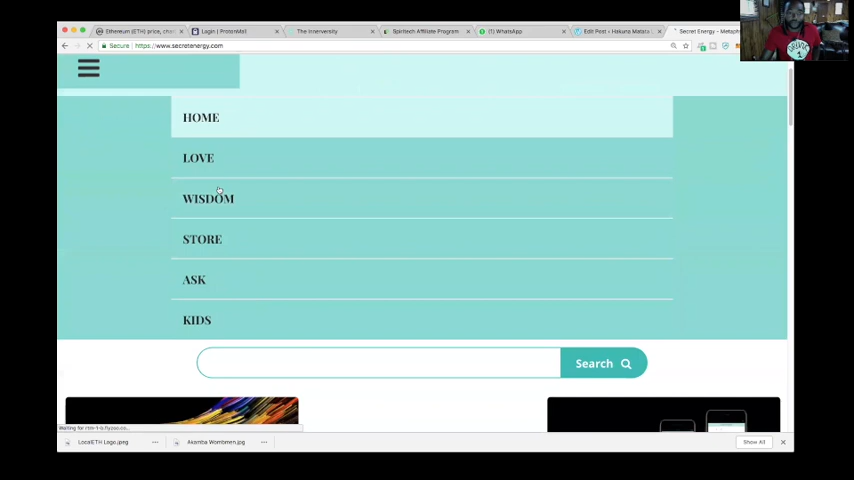 Ethereum (ETH) price, cha
Login | ProtonMail
The Innerversity
Spiritech Affiliate Program
(1) WhatsApp
Edit Post ‹ Hakuna Matata
Secret Energy - Metaph
Secure
https://www.secretenergy.com
HOME
LOVE
WISDOM
STORE
ASK
KIDS
Search
LocalETH Logo.jpeg
Akamba Wombmen.jpg
Show All